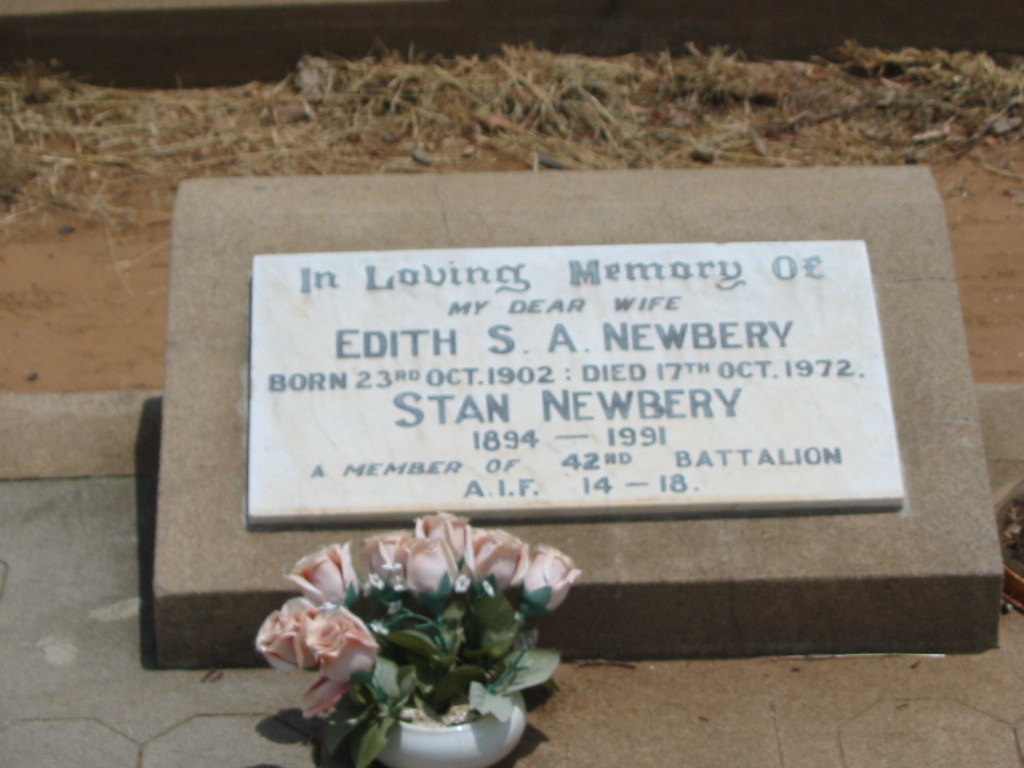 In Loving Memory Of
MY DEAR WIFE
EDITH S. A. NEWBERY
BORN 23RD OCT. 1902 : DIED 17TH OCT. 1972.
STAN NEWBERY
1894 — 1991
A MEMBER OF 42ND BATTALION
A.I.F. 14 — 18.